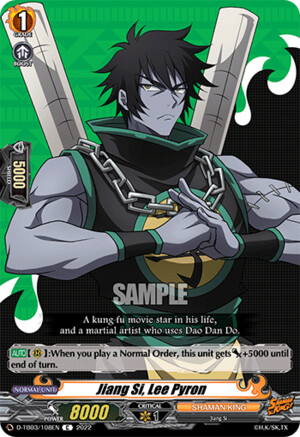 1
GRADE
BOOST
5000
SHIELD
SAMPLE
A kung-fu movie star in his life,
and a martial artist who uses Dao Dan Do.
AUTO :When you play a Normal Order, this unit gets +5000 until
end of turn.
Jiang Si, Lee Pyron
NORMAL UNIT
POWER 8000
CRITICAL
1
SHAMAN KING
Jiang Si
D-TB03/108EN C 2022
©H.K/SK,TX